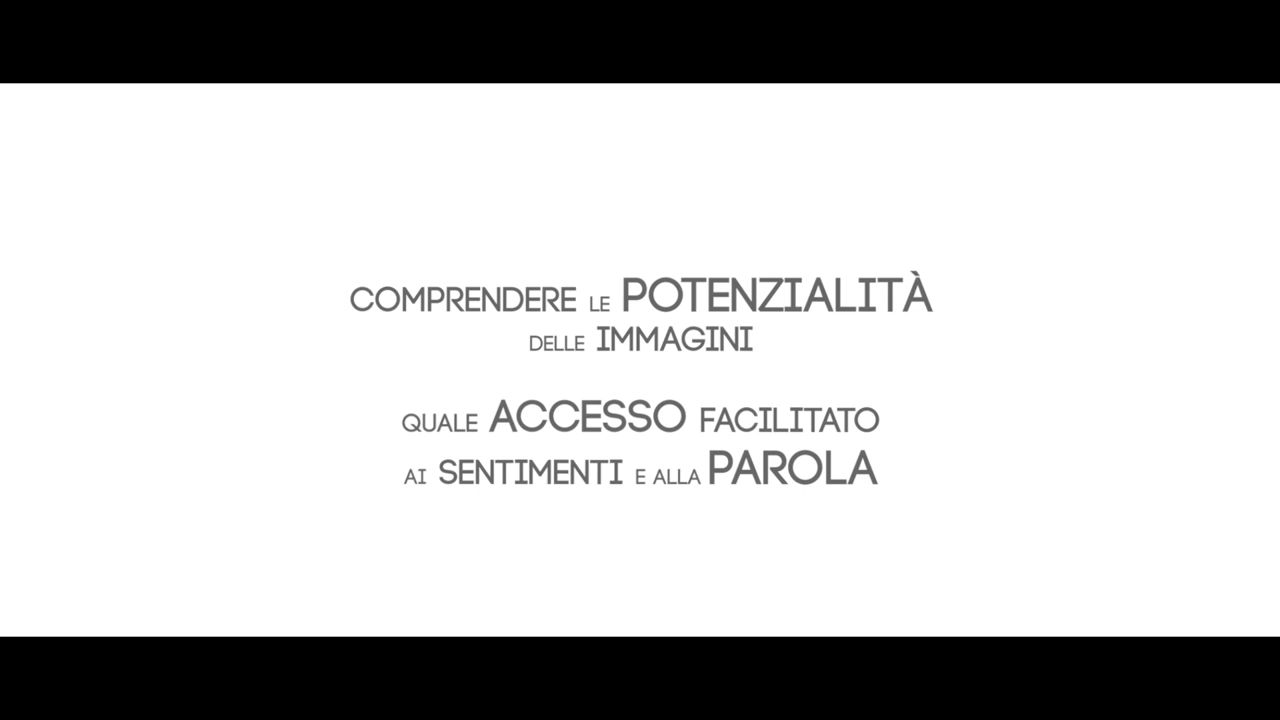 COMPRENDERE LE POTENZIALITÀ
DELLE IMMAGINI
QUALE ACCESSO FACILITATO
AI SENTIMENTI E ALLA PAROLA